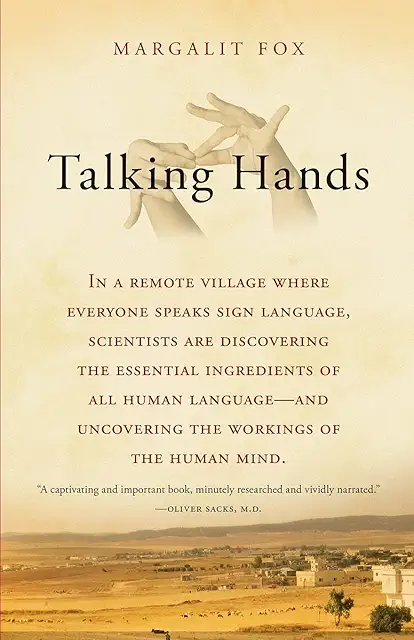 MARGALIT FOX
Talking Hands
IN A REMOTE VILLAGE WHERE
EVERYONE SPEAKS SIGN LANGUAGE,
SCIENTISTS ARE DISCOVERING
THE ESSENTIAL INGREDIENTS OF
ALL HUMAN LANGUAGE—AND
UNCOVERING THE WORKINGS OF
THE HUMAN MIND.
“A captivating and important book, minutely researched and vividly narrated.”
—OLIVER SACKS, M.D.